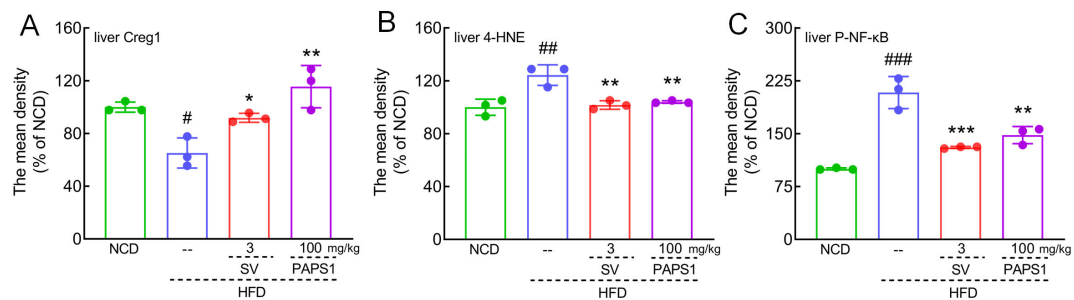 A
liver Creg1
The mean density
(% of NCD)
160
120
80
40
0
#
*
**
NCD
--
3
100 mg/kg
SV
PAPS1
HFD
B
liver 4-HNE
The mean density
(% of NCD)
160
120
80
40
0
##
**
**
NCD
--
3
100 mg/kg
SV
PAPS1
HFD
C
liver P-NF-κB
The mean density
(% of NCD)
300
225
150
75
0
###
***
**
NCD
--
3
100 mg/kg
SV
PAPS1
HFD